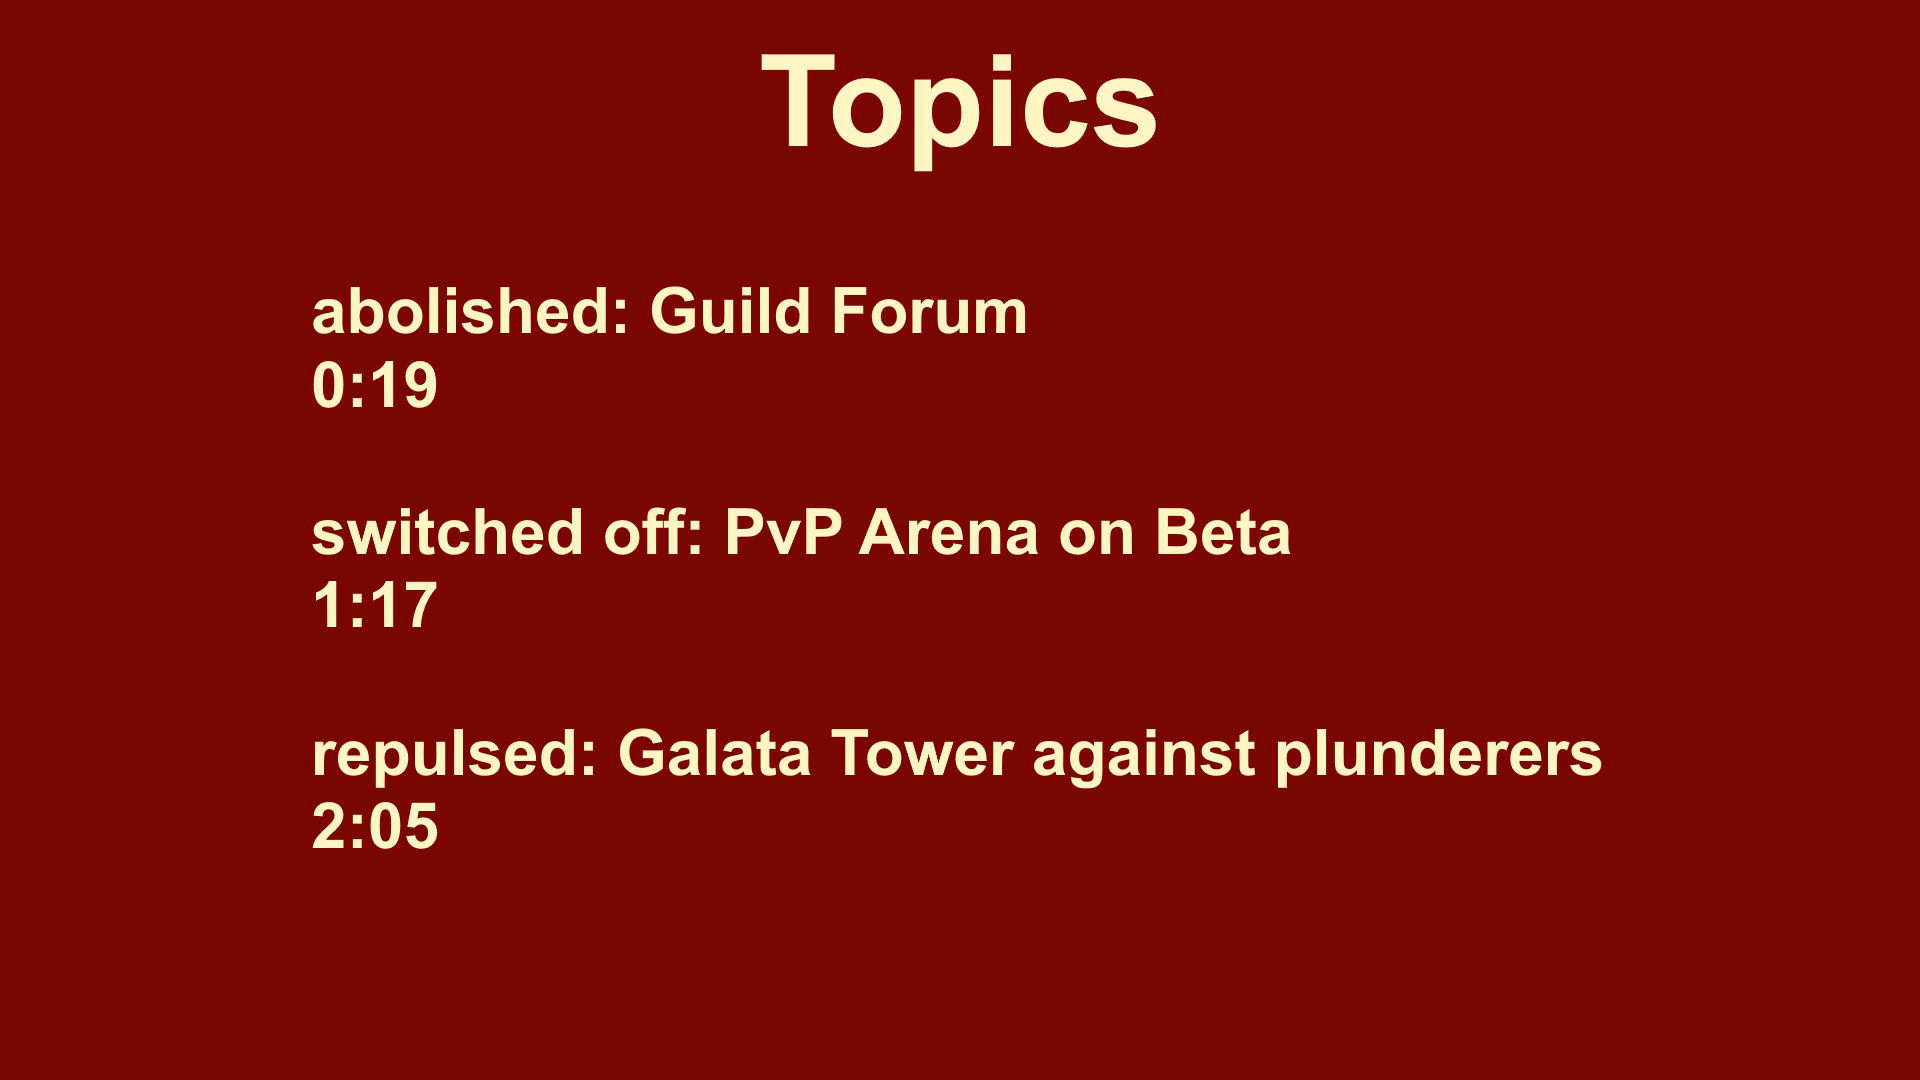 Topics
abolished: Guild Forum
0:19
switched off: PvP Arena on Beta
1:17
repulsed: Galata Tower against plunderers
2:05